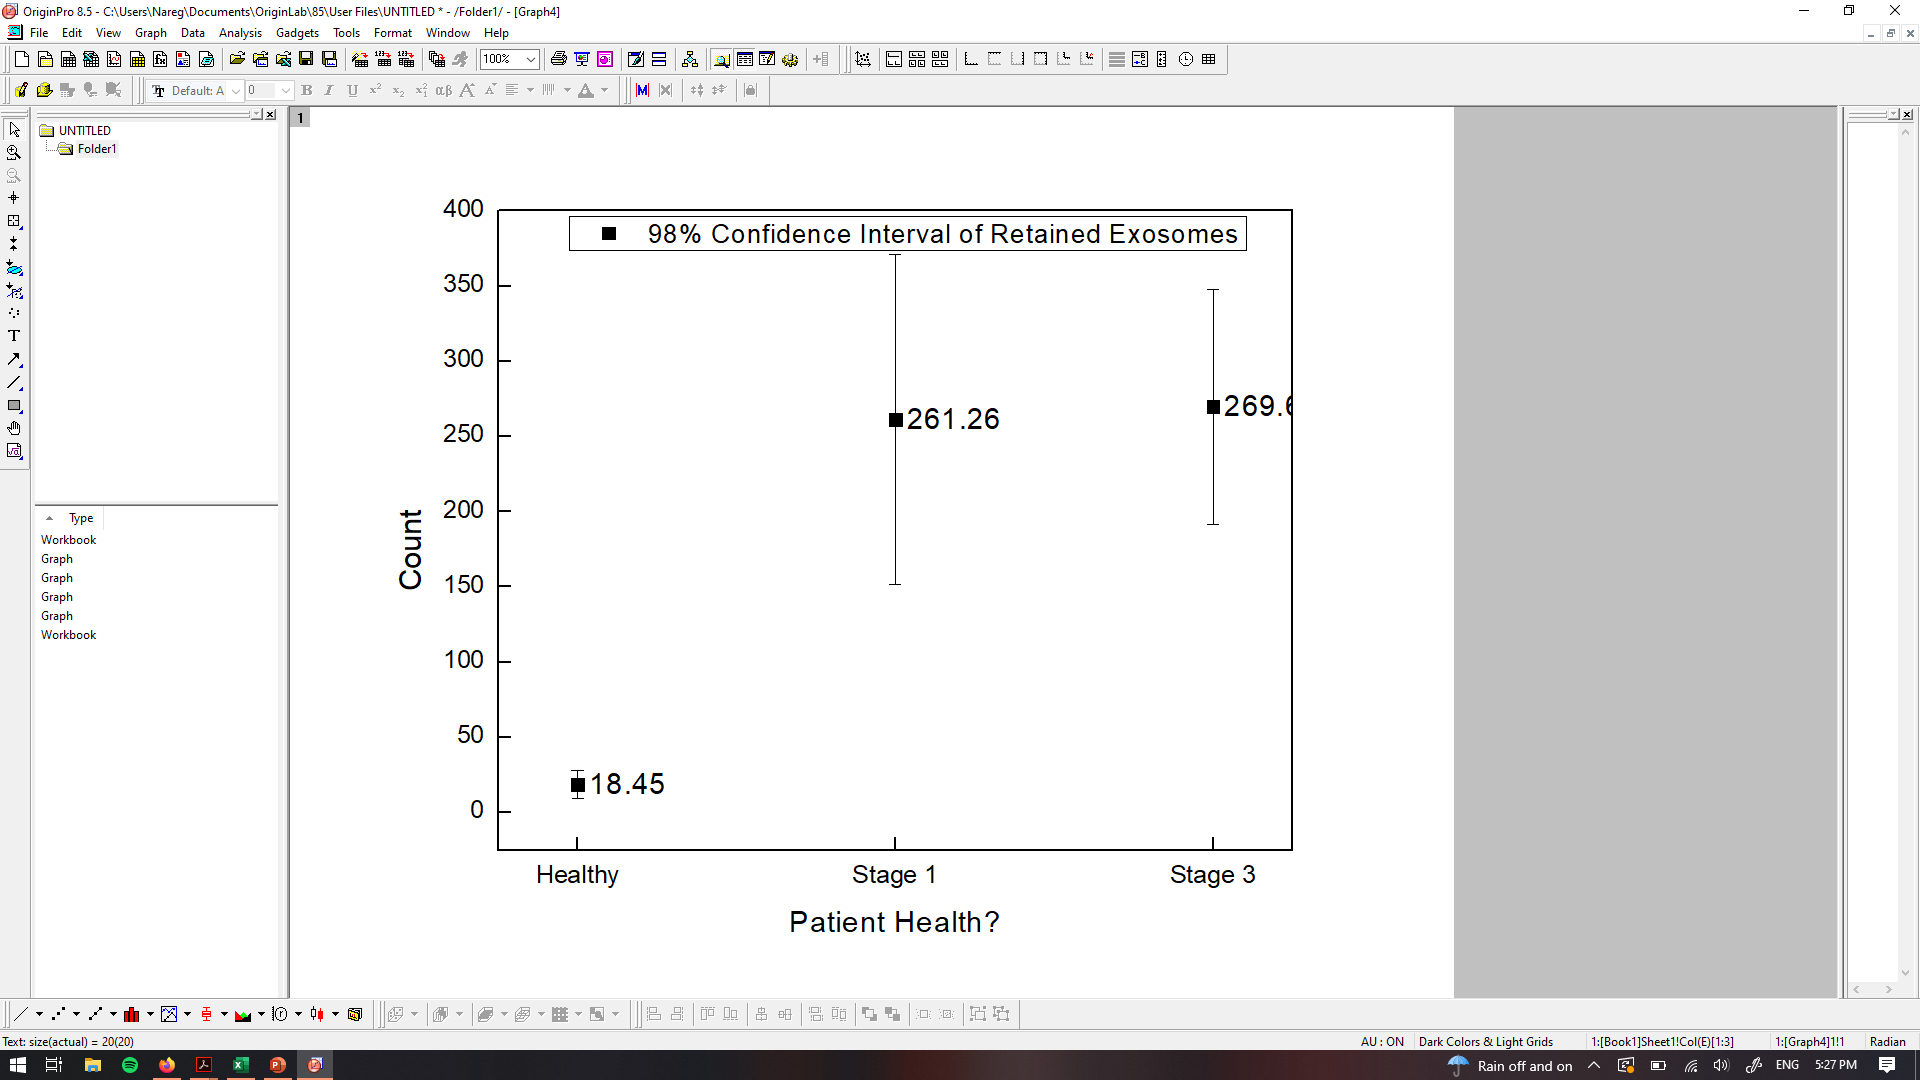 OriginPro 8.5 - C:\Users\Nareg\Documents\OriginLab\85\User Files\UNTITLED * - /Folder1/ - [Graph4]
File Edit View Graph Data Analysis Gadgets Tools Format Window Help
100%
Default: A 0 B I U x² x₂ αβ A A A M
UNTITLED
Folder1
Type
Workbook
Graph
Graph
Graph
Graph
Workbook
1
98% Confidence Interval of Retained Exosomes
400
350
300
250
200
150
100
50
0
Count
18.45
261.26
269.6
Healthy Stage 1 Stage 3
Patient Health?
Text: size(actual) = 20(20)
AU : ON Dark Colors & Light Grids 1:[Book1]Sheet1!Col(E)[1:3] 1:[Graph4]1!1 Radian
Rain off and on ENG 5:27 PM